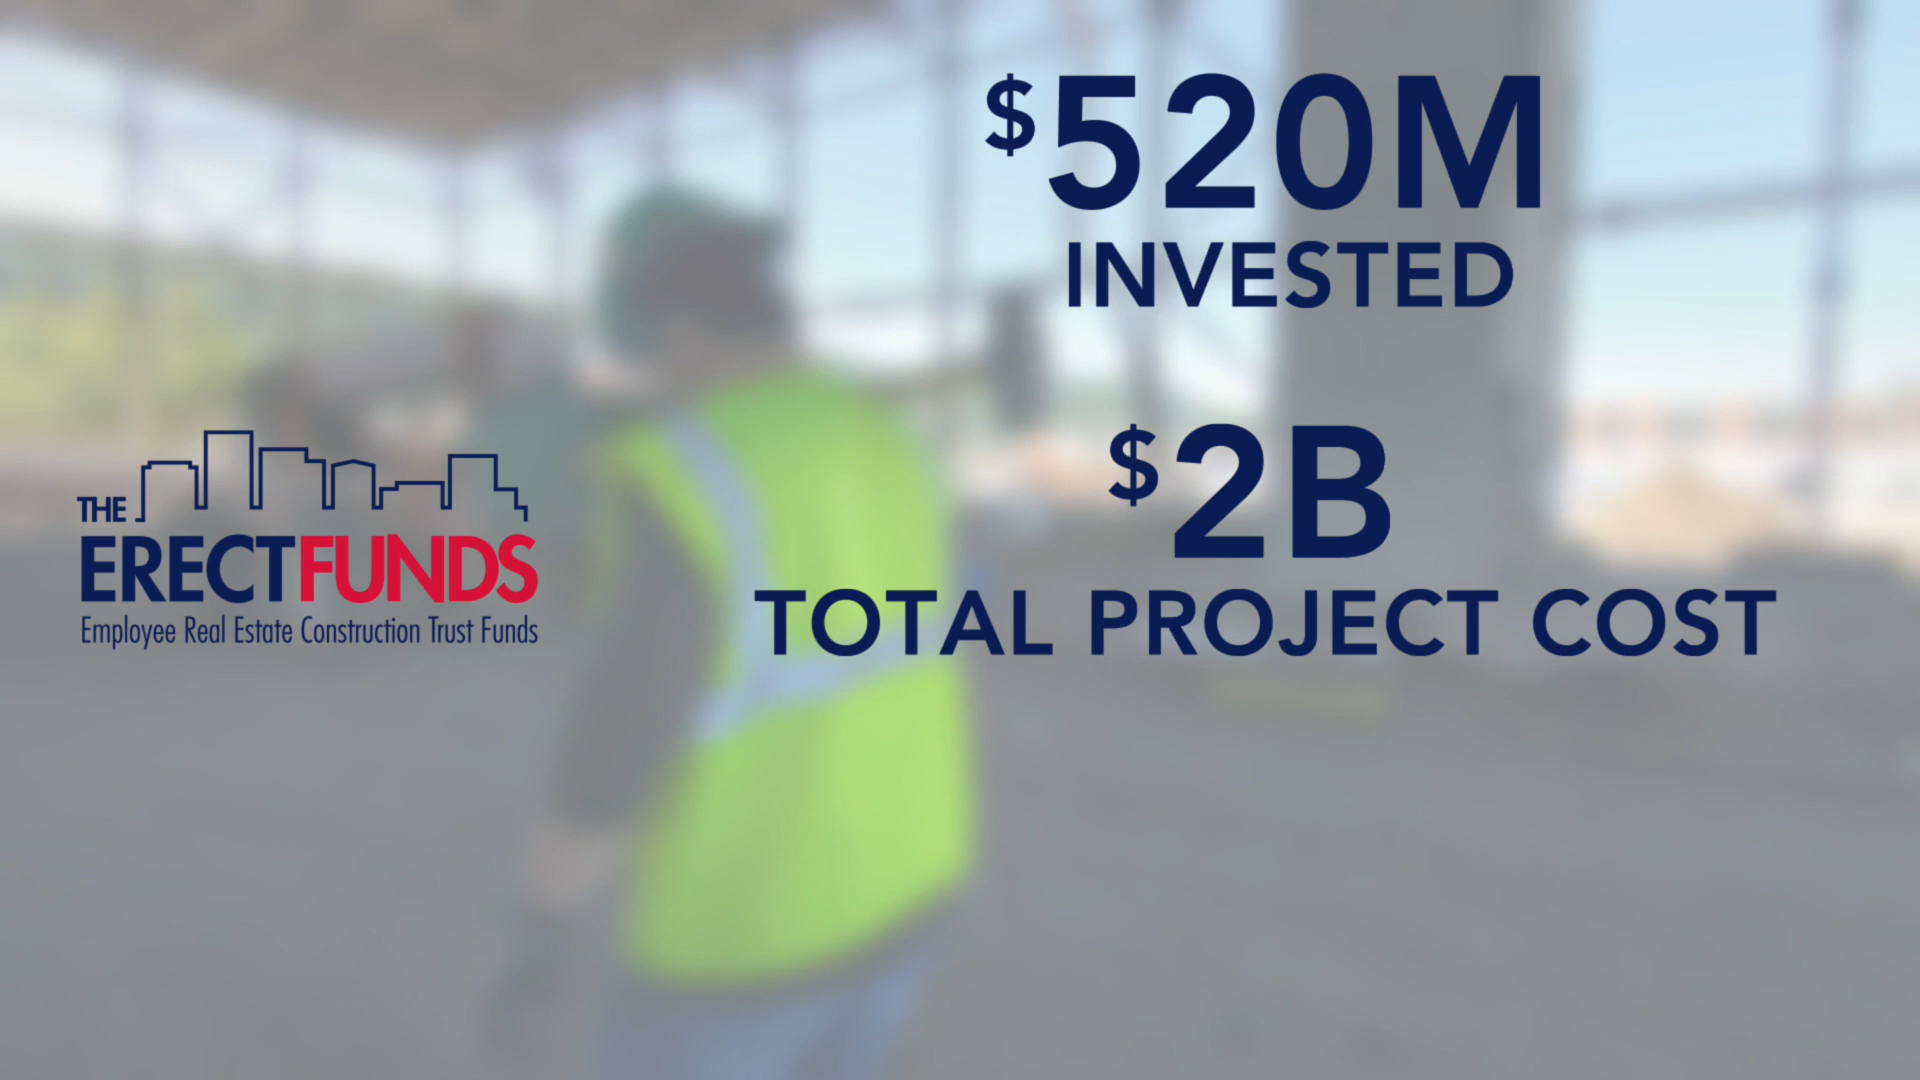 THE
ERECTFUNDS
Employee Real Estate Construction Trust Funds
$520M
INVESTED
$2B
TOTAL PROJECT COST